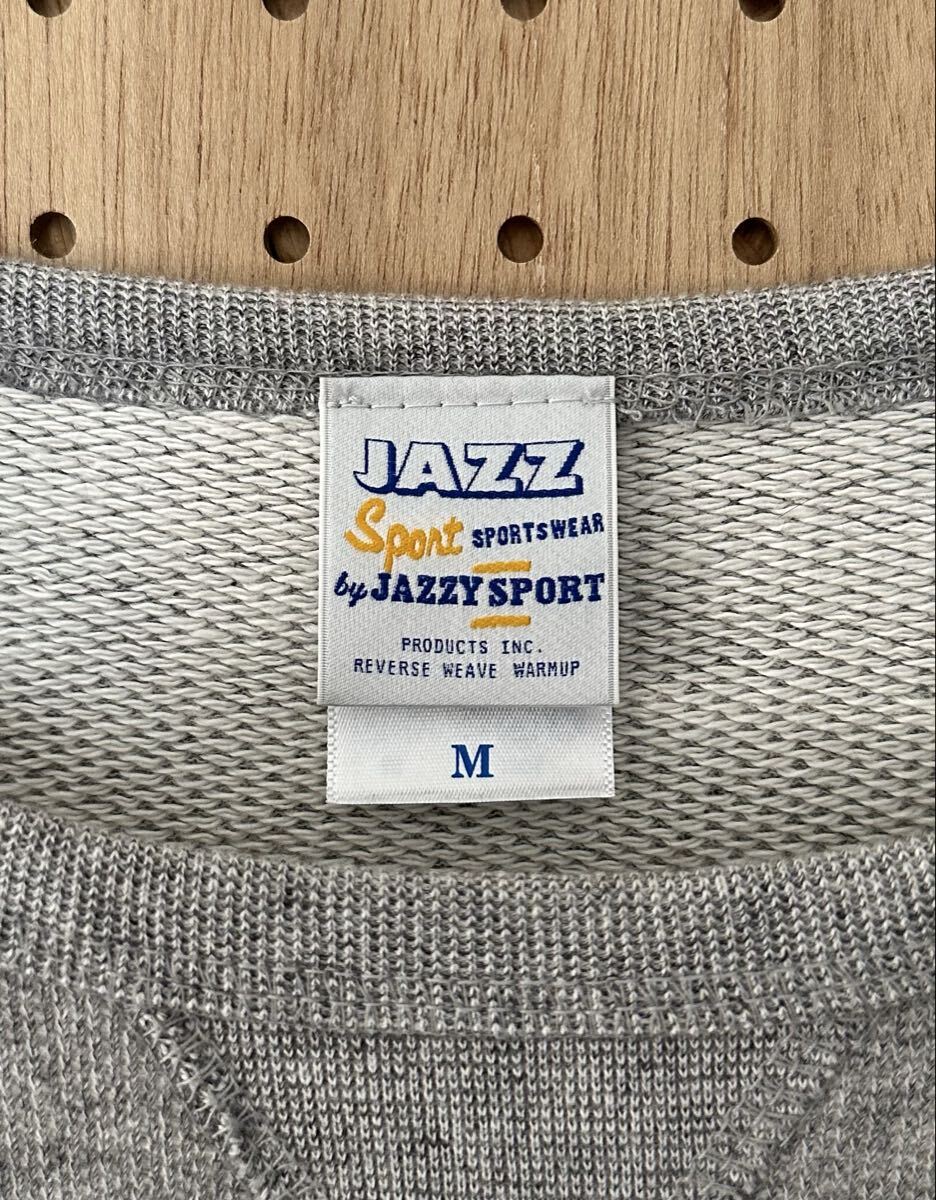 JAZZ
Sport SPORTSWEAR
by JAZZY SPORT
PRODUCTS INC.
REVERSE WEAVE WARMUP
M